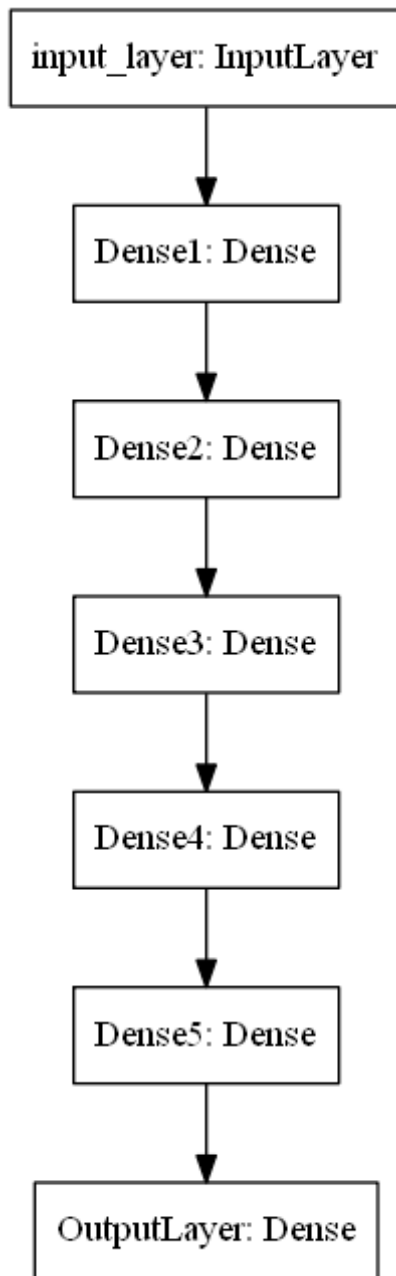 input_layer: InputLayer
Dense1: Dense
Dense2: Dense
Dense3: Dense
Dense4: Dense
Dense5: Dense
OutputLayer: Dense